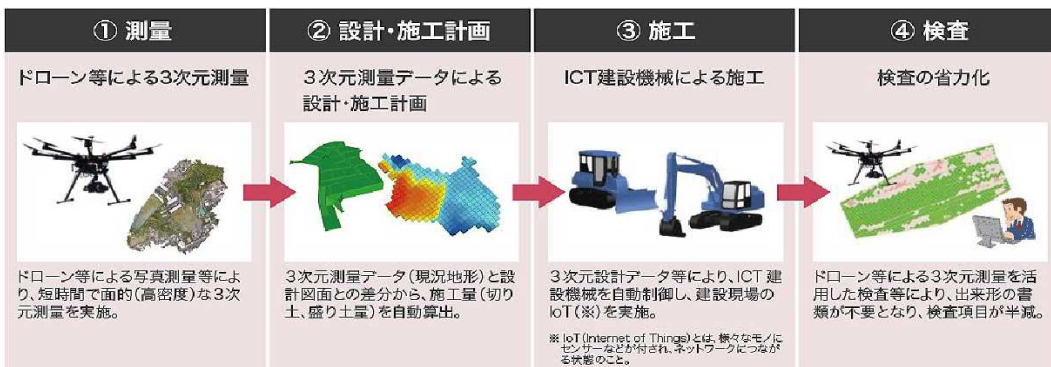 ① 測量
ドローン等による3次元測量
ドローン等による写真測量等によ
り、短時間で面的(高密度)な3次
元測量を実施。
② 設計・施工計画
3次元測量データによる
設計・施工計画
3次元測量データ(現況地形)と設
計図面との差分から、施工量(切り
土、盛り土量)を自動算出。
③ 施工
ICT建設機械による施工
3次元設計データ等により、ICT 建
設機械を自動制御し、建設現場の
IoT(※)を実施。
※ IoT(Internet of Things)とは、様々なモノに
センサーなどが付され、ネットワークにつなが
る状態のこと。
④ 検査
検査の省力化
ドローン等による3次元測量を活
用した検査等により、出来形の書
類が不要となり、検査項目が半減。